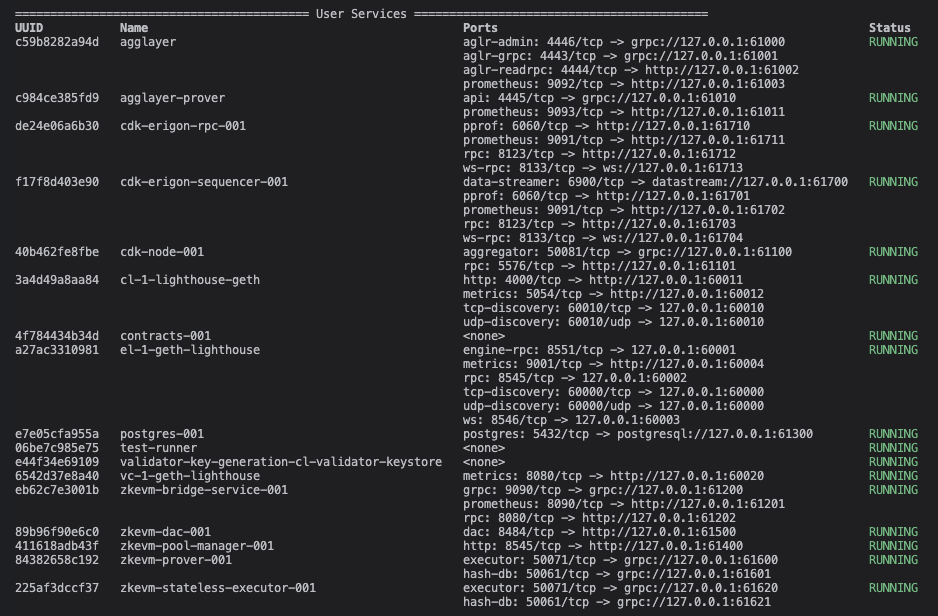 ========================================== User Services ==========================================
UUID Name Ports Status
c59b8282a94d agglayer aglr-admin: 4446/tcp -> grpc://127.0.0.1:61000 RUNNING
aglr-grpc: 4443/tcp -> grpc://127.0.0.1:61001
aglr-readrpc: 4444/tcp -> http://127.0.0.1:61002
prometheus: 9092/tcp -> http://127.0.0.1:61003
c984ce385fd9 agglayer-prover api: 4445/tcp -> grpc://127.0.0.1:61010 RUNNING
prometheus: 9093/tcp -> http://127.0.0.1:61011
de24e06a6b30 cdk-erigon-rpc-001 pprof: 6060/tcp -> http://127.0.0.1:61710 RUNNING
prometheus: 9091/tcp -> http://127.0.0.1:61711
rpc: 8123/tcp -> http://127.0.0.1:61712
ws-rpc: 8133/tcp -> ws://127.0.0.1:61713
f17f8d403e90 cdk-erigon-sequencer-001 data-streamer: 6900/tcp -> datastream://127.0.0.1:61700 RUNNING
pprof: 6060/tcp -> http://127.0.0.1:61701
prometheus: 9091/tcp -> http://127.0.0.1:61702
rpc: 8123/tcp -> http://127.0.0.1:61703
ws-rpc: 8133/tcp -> ws://127.0.0.1:61704
40b462fe8fbe cdk-node-001 aggregator: 50081/tcp -> grpc://127.0.0.1:61100 RUNNING
rpc: 5576/tcp -> http://127.0.0.1:61101
3a4d49a8aa84 cl-1-lighthouse-geth http: 4000/tcp -> http://127.0.0.1:60011 RUNNING
metrics: 5054/tcp -> http://127.0.0.1:60012
tcp-discovery: 60010/tcp -> 127.0.0.1:60010
udp-discovery: 60010/udp -> 127.0.0.1:60010
4f784434b34d contracts-001 <none> RUNNING
a27ac3310981 el-1-geth-lighthouse engine-rpc: 8551/tcp -> 127.0.0.1:60001 RUNNING
metrics: 9001/tcp -> http://127.0.0.1:60004
rpc: 8545/tcp -> 127.0.0.1:60002
tcp-discovery: 60000/tcp -> 127.0.0.1:60000
udp-discovery: 60000/udp -> 127.0.0.1:60000
ws: 8546/tcp -> 127.0.0.1:60003
e7e05cfa955a postgres-001 postgres: 5432/tcp -> postgresql://127.0.0.1:61300 RUNNING
06be7c985e75 test-runner <none> RUNNING
e44f34e69109 validator-key-generation-cl-validator-keystore <none> RUNNING
6542d37e8a40 vc-1-geth-lighthouse metrics: 8080/tcp -> http://127.0.0.1:60020 RUNNING
eb62c7e3001b zkevm-bridge-service-001 grpc: 9090/tcp -> grpc://127.0.0.1:61200 RUNNING
prometheus: 8090/tcp -> http://127.0.0.1:61201
rpc: 8080/tcp -> http://127.0.0.1:61202
89b96f90e6c0 zkevm-dac-001 dac: 8484/tcp -> http://127.0.0.1:61500 RUNNING
411618adb43f zkevm-pool-manager-001 http: 8545/tcp -> http://127.0.0.1:61400 RUNNING
84382658c192 zkevm-prover-001 executor: 50071/tcp -> grpc://127.0.0.1:61600 RUNNING
hash-db: 50061/tcp -> grpc://127.0.0.1:61601
225af3dccf37 zkevm-stateless-executor-001 executor: 50071/tcp -> grpc://127.0.0.1:61620 RUNNING
hash-db: 50061/tcp -> grpc://127.0.0.1:61621